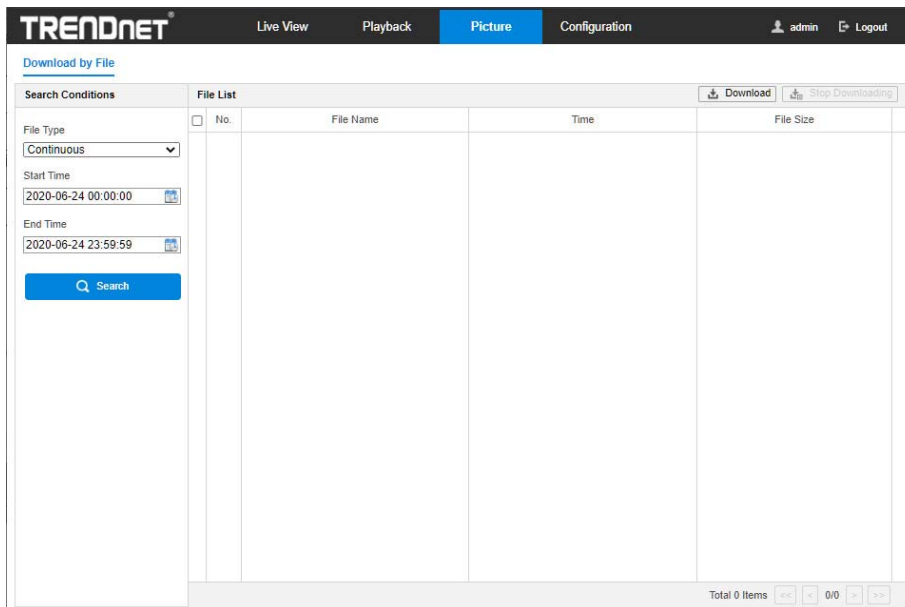 TRENDnet® Live View Playback Picture Configuration admin Logout
Download by File
Search Conditions
File Type
Continuous
Start Time
2020-06-24 00:00:00
End Time
2020-06-24 23:59:59
Search
File List Download Stop Downloading
No. File Name Time File Size
Total 0 Items << < 0/0 > >>